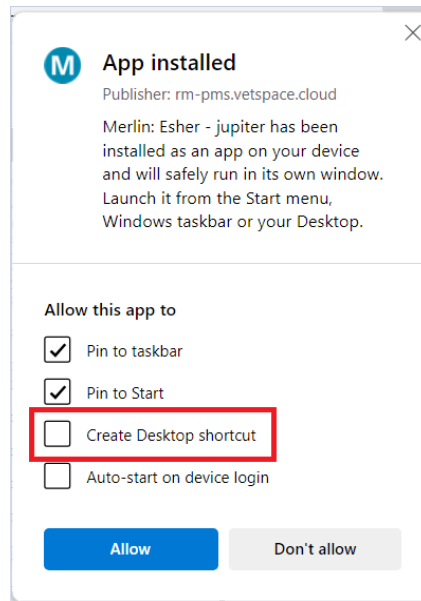 M
App installed
Publisher: rm-pms.vetspace.cloud
Merlin: Esher - jupiter has been
installed as an app on your device
and will safely run in its own window.
Launch it from the Start menu,
Windows taskbar or your Desktop.
Allow this app to
Pin to taskbar
Pin to Start
Create Desktop shortcut
Auto-start on device login
Allow
Don't allow